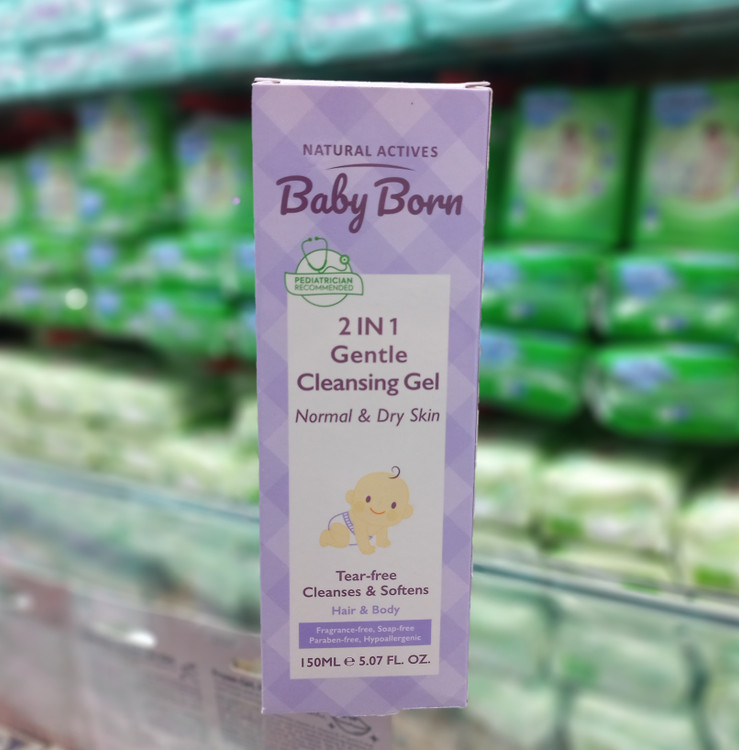 NATURAL ACTIVES
Baby Born
PEDIATRICIAN
RECOMMENDED
2 IN 1
Gentle
Cleansing Gel
Normal & Dry Skin
Tear-free
Cleanses & Softens
Hair & Body
Fragrance-free, Soap-free
Paraben-free, Hypoallergenic
150ML e 5.07 FL. OZ.